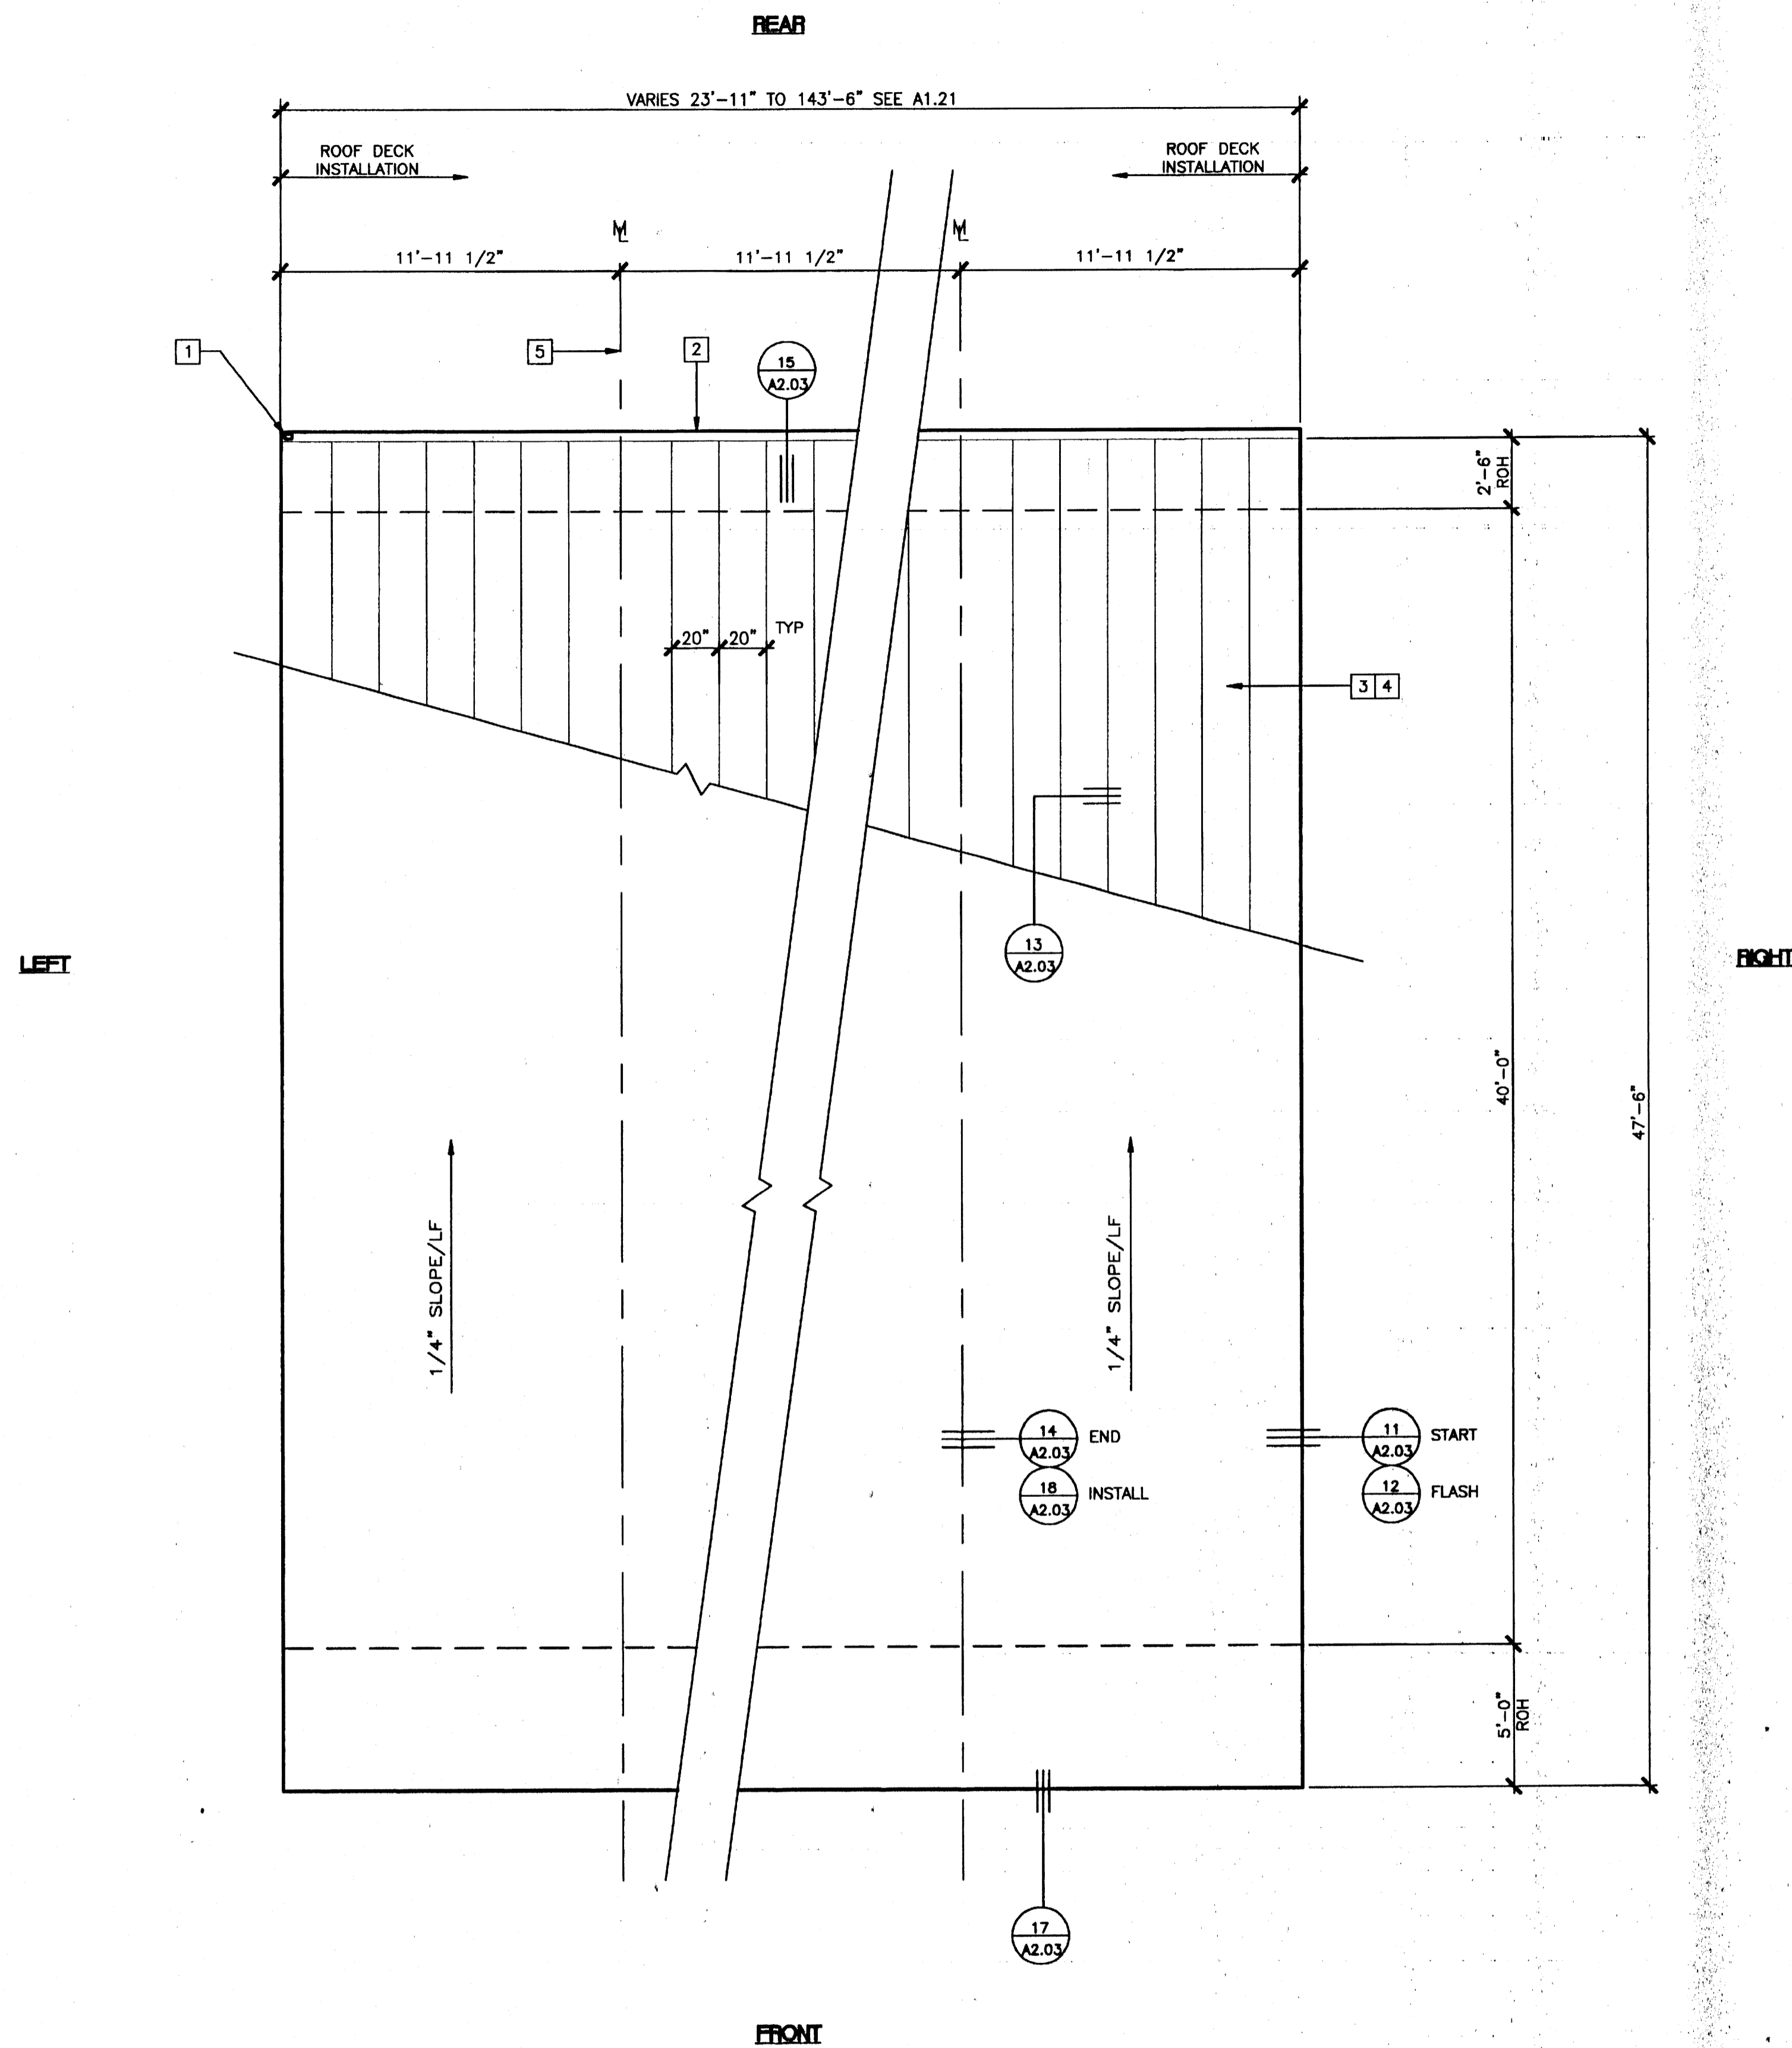 REAR
VARIES 23'-11" TO 143'-6" SEE A1.21
ROOF DECK
INSTALLATION
ROOF DECK
INSTALLATION
11'-11 1/2"
11'-11 1/2"
11'-11 1/2"
1
5
2
15
A2.03
2'-6"
ROH
20"
20"
TYP
3 4
13
A2.03
LEFT
RIGHT
40'-0"
47'-6"
1/4" SLOPE/LF
1/4" SLOPE/LF
14
A2.03
END
18
A2.03
INSTALL
11
A2.03
START
12
A2.03
FLASH
5'-0"
ROH
17
A2.03
FRONT